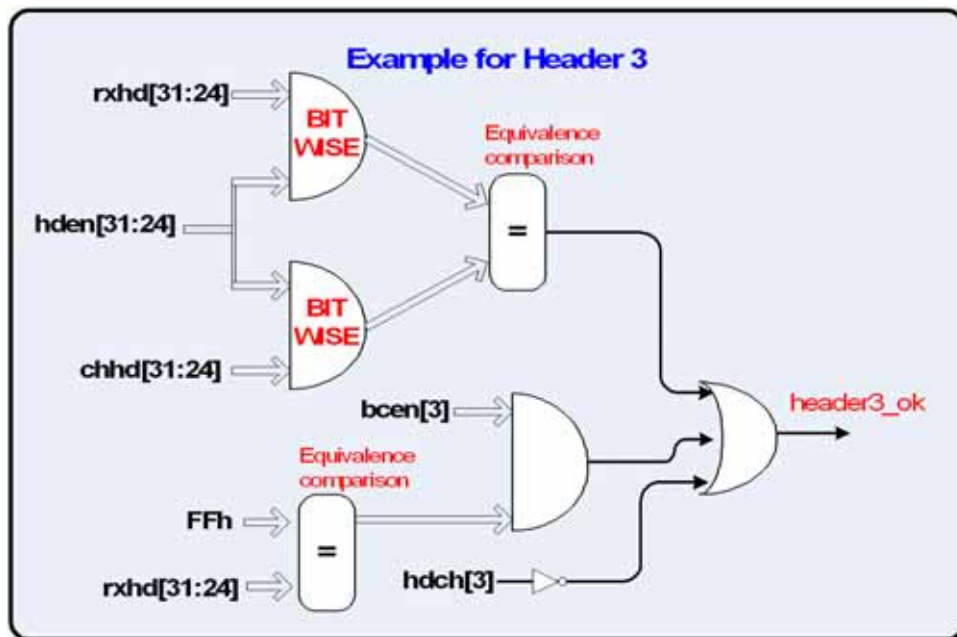 Example for Header 3
rxhd[31:24]
BIT
WISE
Equivalence
comparison
hden[31:24]
=
BIT
WISE
chhd[31:24]
bcen[3]
header3_ok
Equivalence
comparison
FFh
=
hdch[3]
rxhd[31:24]